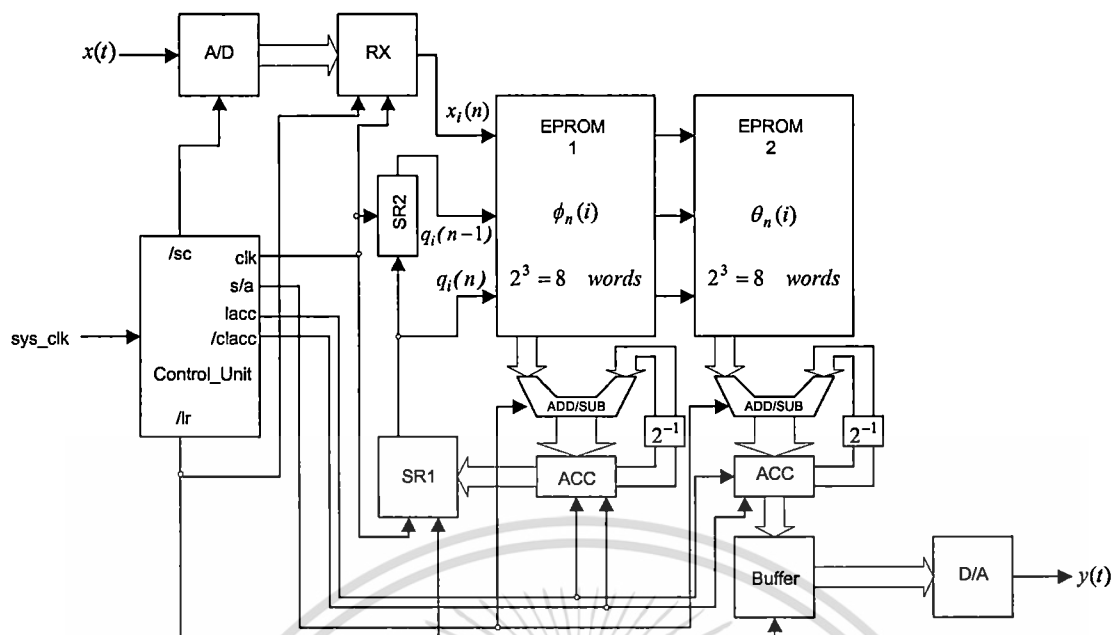 x(t)
A/D
RX
x_i(n)
EPROM
1
φ_n(i)
2^3 = 8 words
EPROM
2
θ_n(i)
2^3 = 8 words
SR2
q_i(n-1)
q_i(n)
sys_clk
/sc
clk
s/a
lacc
/clacc
Control_Unit
/lr
ADD/SUB
2^-1
ADD/SUB
2^-1
SR1
ACC
ACC
Buffer
D/A
y(t)